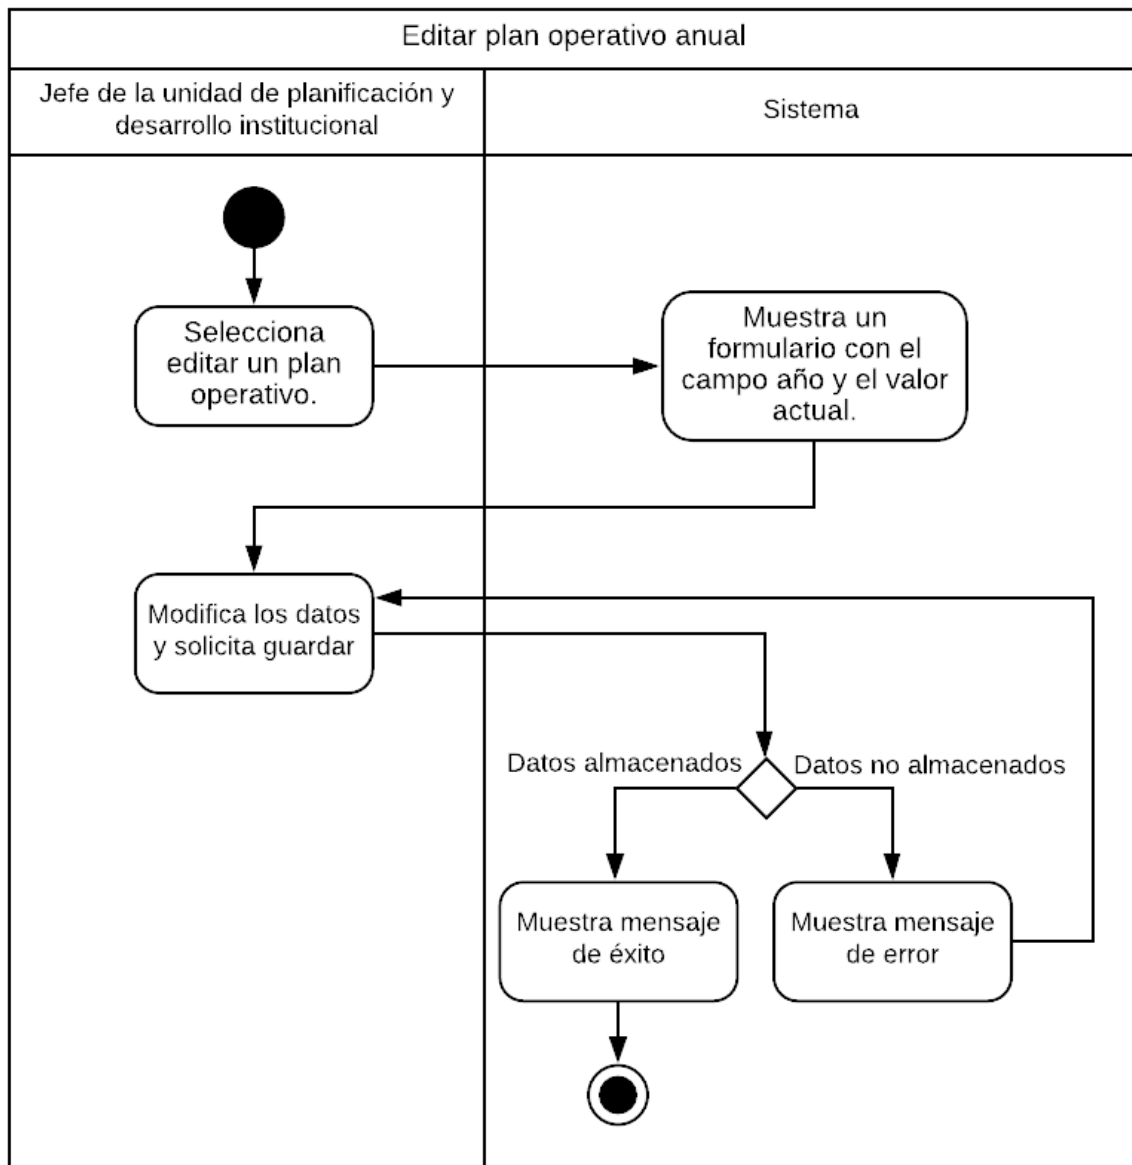 Editar plan operativo anual
Jefe de la unidad de planificación y
desarrollo institucional
Sistema
Selecciona
editar un plan
operativo.
Muestra un
formulario con el
campo año y el valor
actual.
Modifica los datos
y solicita guardar
Datos almacenados
Datos no almacenados
Muestra mensaje
de éxito
Muestra mensaje
de error